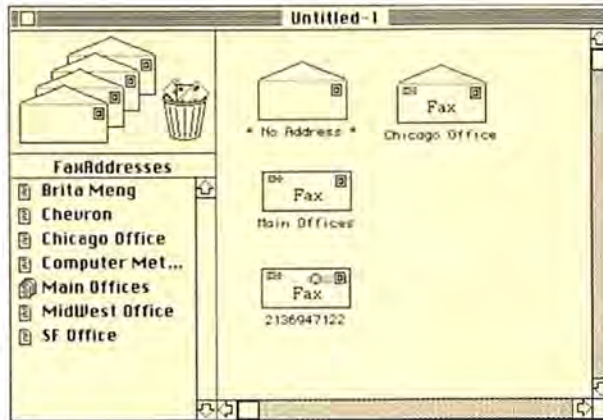 Untitled-1
FaxAddresses
Brita Meng
Chevron
Chicago Office
Computer Met...
Main Offices
MidWest Office
SF Office
* No Address *
Fax
Chicago Office
Fax
Main Offices
Fax
2136947122